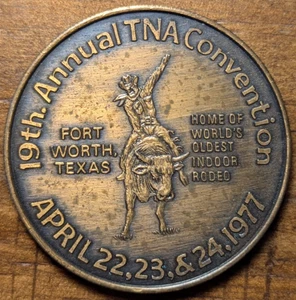 19th. Annual TNA Convention
FORT
WORTH,
TEXAS
HOME OF
WORLD'S
OLDEST
INDOOR
RODEO
APRIL 22, 23, & 24, 1977